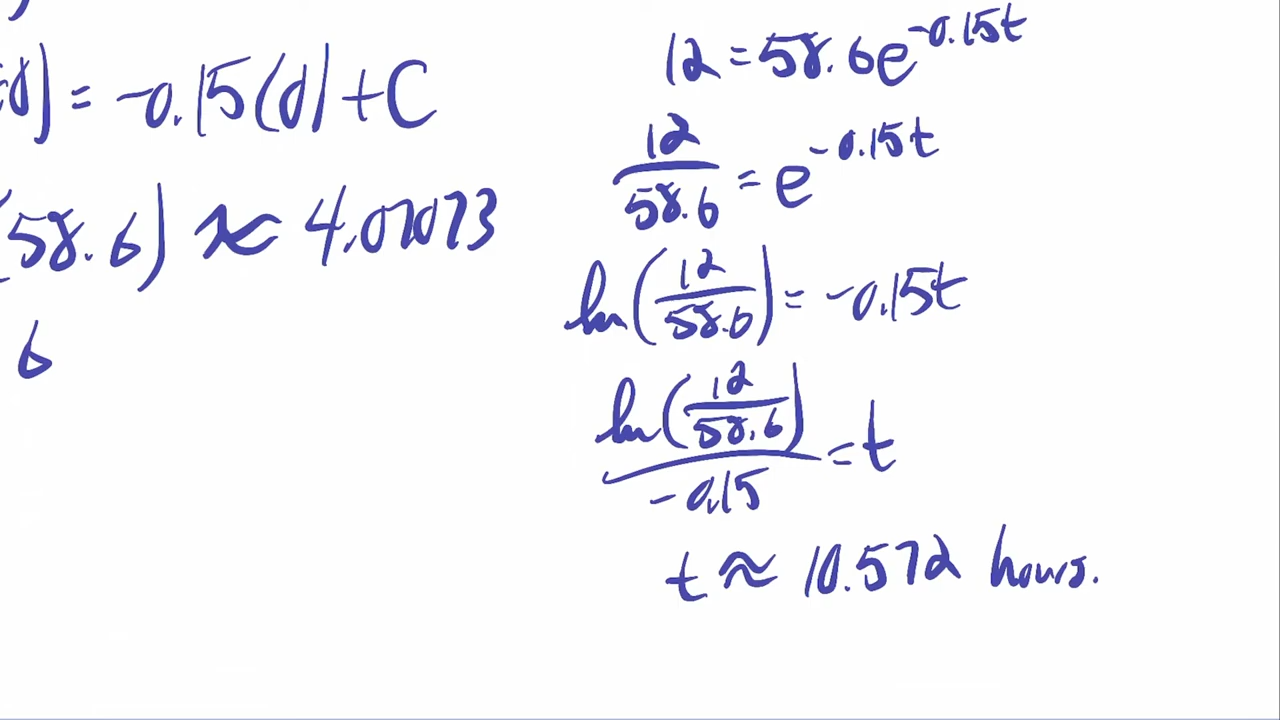 d] = -0.15(d) + C
58.6) ≈ 4.07073
6
12 = 58.6e^{-0.15t}
12/58.6 = e^{-0.15t}
ln(12/58.6) = -0.15t
ln(12/58.6)/-0.15 = t
t ≈ 10.572 hours.